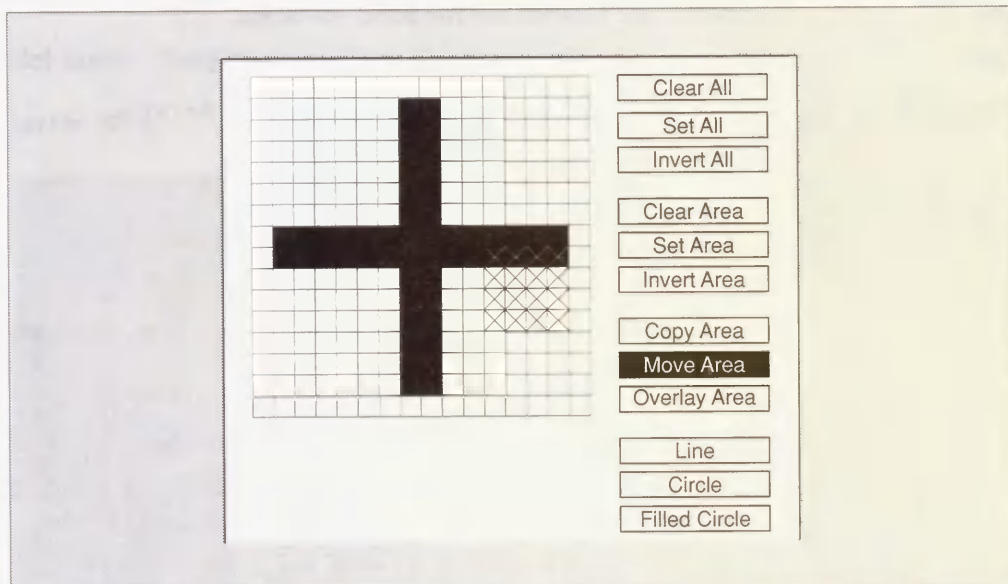 Clear All
Set All
Invert All
Clear Area
Set Area
Invert Area
Copy Area
Move Area
Overlay Area
Line
Circle
Filled Circle